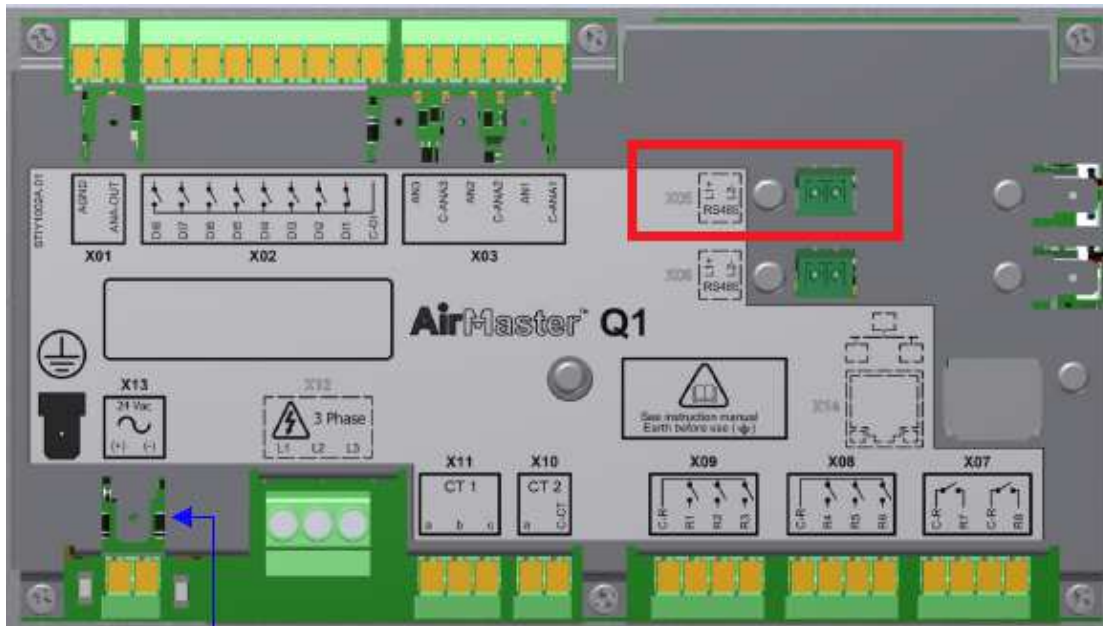 STIY1002A.01
AGND
ANA-OUT
X01
DI8
DI7
DI6
DI5
DI4
DI3
DI2
DI1
C-DI
X02
AN3
C-ANA3
AN2
C-ANA2
AN1
C-ANA1
X03
X05
L1+
L2-
RS485
X06
L1+
L2-
RS485
AirMaster™ Q1
X13
24 Vac
(+) (-)
X12
3 Phase
L1 L2 L3
See instruction manual
Earth before use
X14
X11
CT 1
a b c
X10
CT 2
a
C-CT
X09
C-R
R1
R2
R3
X08
C-R
R4
R5
R6
X07
C-R
R7
C-R
R8